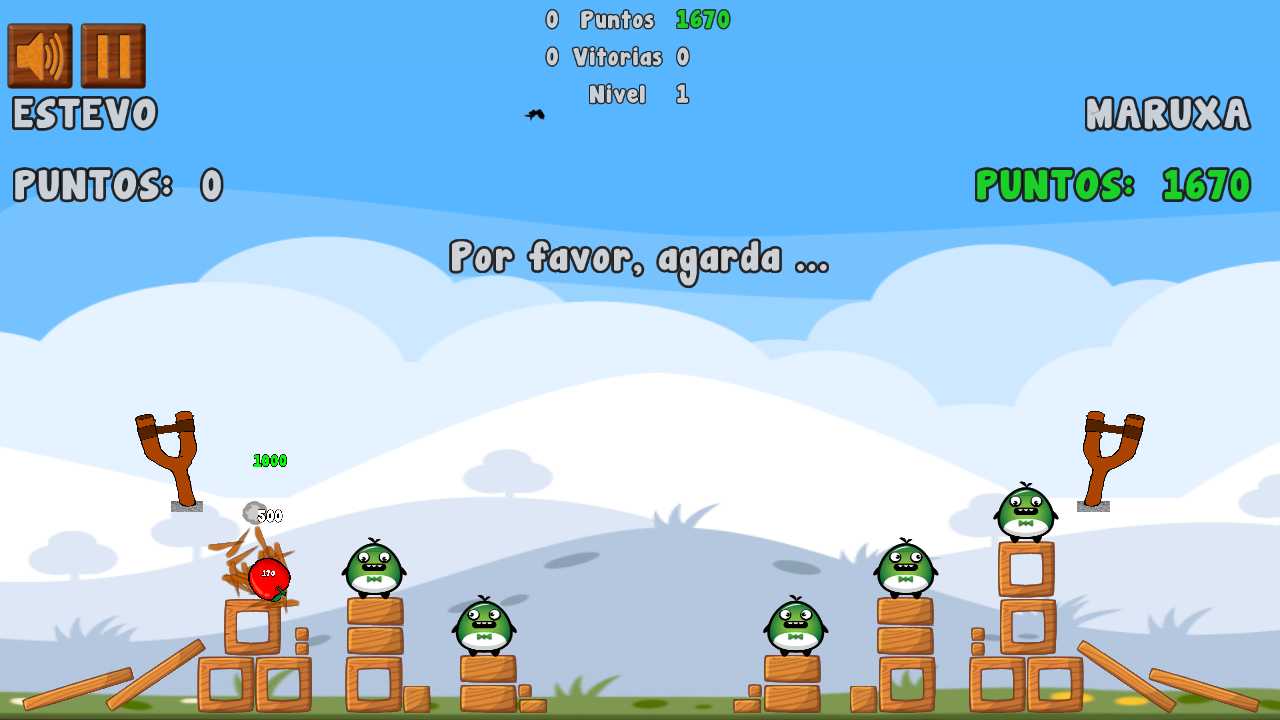 0 Puntos 1670
0 Vitorias 0
Nivel 1
ESTEVO
MARUXA
PUNTOS: 0
PUNTOS: 1670
Por favor, agarda ...
1000
500
170